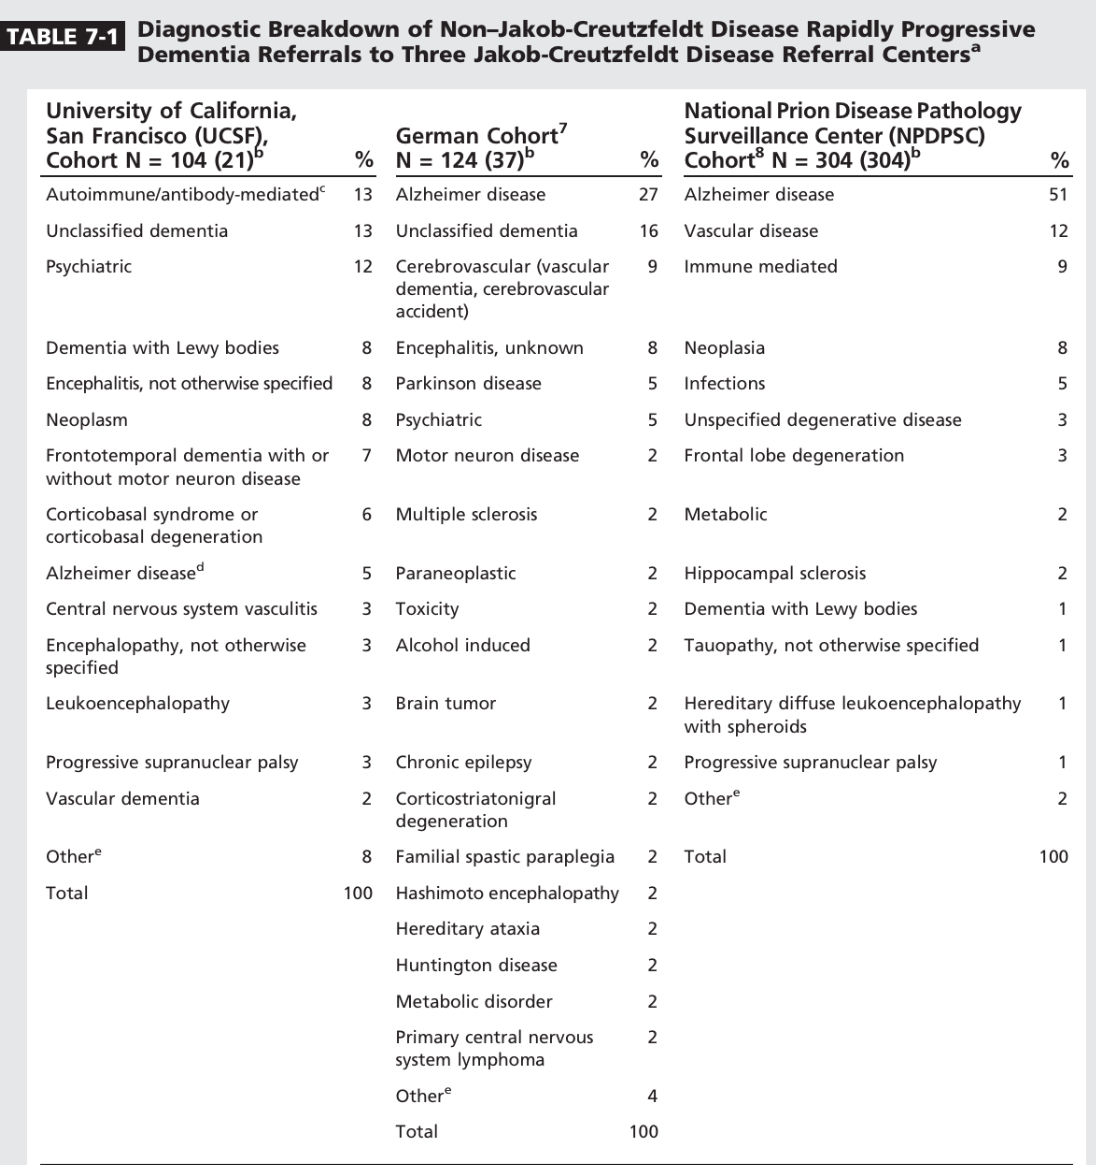 TABLE 7-1 Diagnostic Breakdown of Non–Jakob-Creutzfeldt Disease Rapidly Progressive
Dementia Referrals to Three Jakob-Creutzfeldt Disease Referral Centersa
University of California,
San Francisco (UCSF),
Cohort N = 104 (21)b %
Autoimmune/antibody-mediatedc 13
Unclassified dementia 13
Psychiatric 12
Dementia with Lewy bodies 8
Encephalitis, not otherwise specified 8
Neoplasm 8
Frontotemporal dementia with or 7
without motor neuron disease
Corticobasal syndrome or 6
corticobasal degeneration
Alzheimer diseased 5
Central nervous system vasculitis 3
Encephalopathy, not otherwise 3
specified
Leukoencephalopathy 3
Progressive supranuclear palsy 3
Vascular dementia 2
Othere 8
Total 100
German Cohort7
N = 124 (37)b %
Alzheimer disease 27
Unclassified dementia 16
Cerebrovascular (vascular 9
dementia, cerebrovascular
accident)
Encephalitis, unknown 8
Parkinson disease 5
Psychiatric 5
Motor neuron disease 2
Multiple sclerosis 2
Paraneoplastic 2
Toxicity 2
Alcohol induced 2
Brain tumor 2
Chronic epilepsy 2
Corticostriatonigral 2
degeneration
Familial spastic paraplegia 2
Hashimoto encephalopathy 2
Hereditary ataxia 2
Huntington disease 2
Metabolic disorder 2
Primary central nervous 2
system lymphoma
Othere 4
Total 100
National Prion Disease Pathology
Surveillance Center (NPDPSC)
Cohort8 N = 304 (304)b %
Alzheimer disease 51
Vascular disease 12
Immune mediated 9
Neoplasia 8
Infections 5
Unspecified degenerative disease 3
Frontal lobe degeneration 3
Metabolic 2
Hippocampal sclerosis 2
Dementia with Lewy bodies 1
Tauopathy, not otherwise specified 1
Hereditary diffuse leukoencephalopathy 1
with spheroids
Progressive supranuclear palsy 1
Othere 2
Total 100